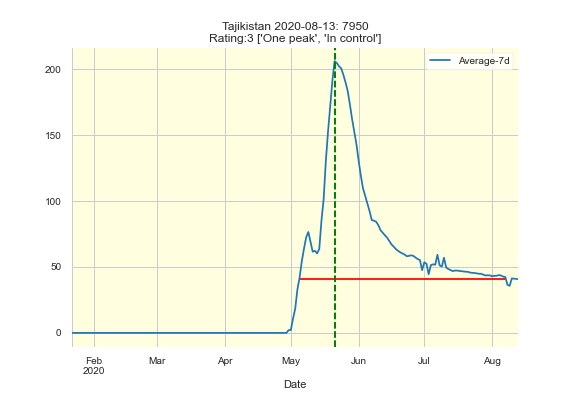 Tajikistan 2020-08-13: 7950
Rating:3 ['One peak', 'In control']
Average-7d
200
150
100
50
0
Feb Mar Apr May Jun Jul Aug
2020
Date